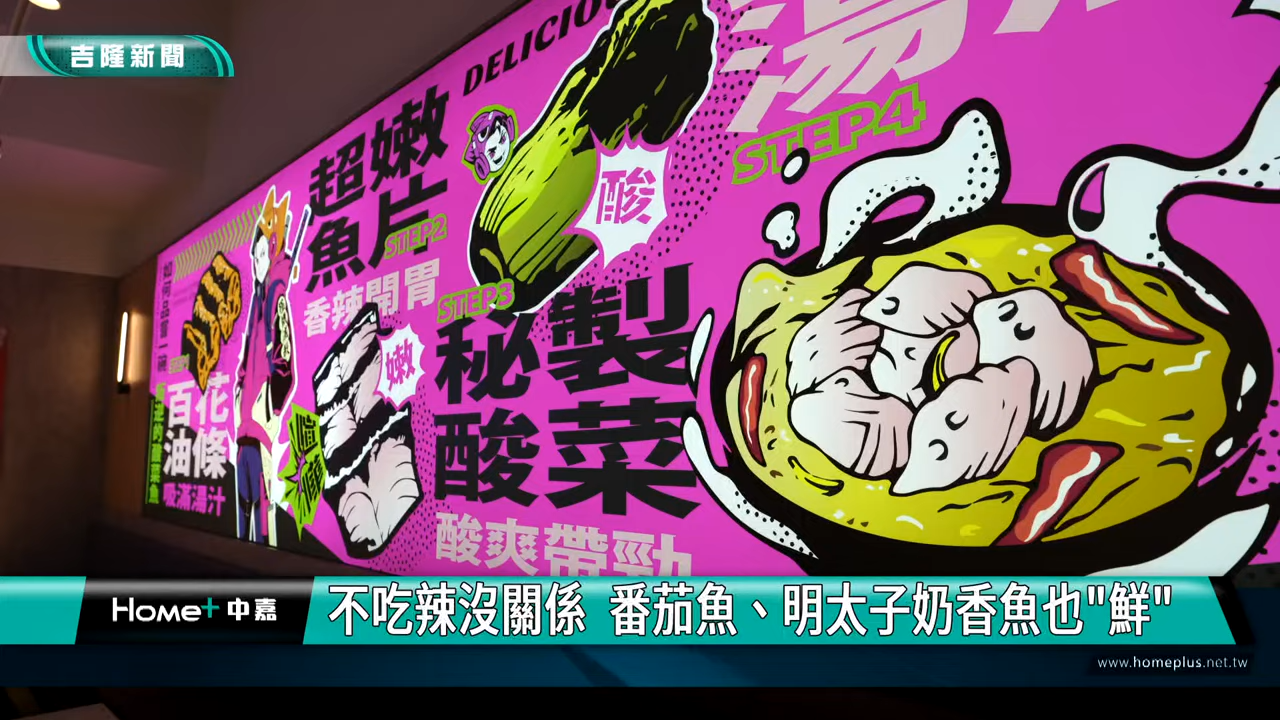 吉隆新聞
DELICIOU
湯
STEP4
超嫩
魚片
STEP2
香辣開胃
嫩
酸
STEP3
秘製
酸菜
酸爽帶勁
百花
油條
吸滿湯汁
Home+中嘉
不吃辣沒關係 番茄魚、明太子奶香魚也"鮮"
www.homeplus.net.tw